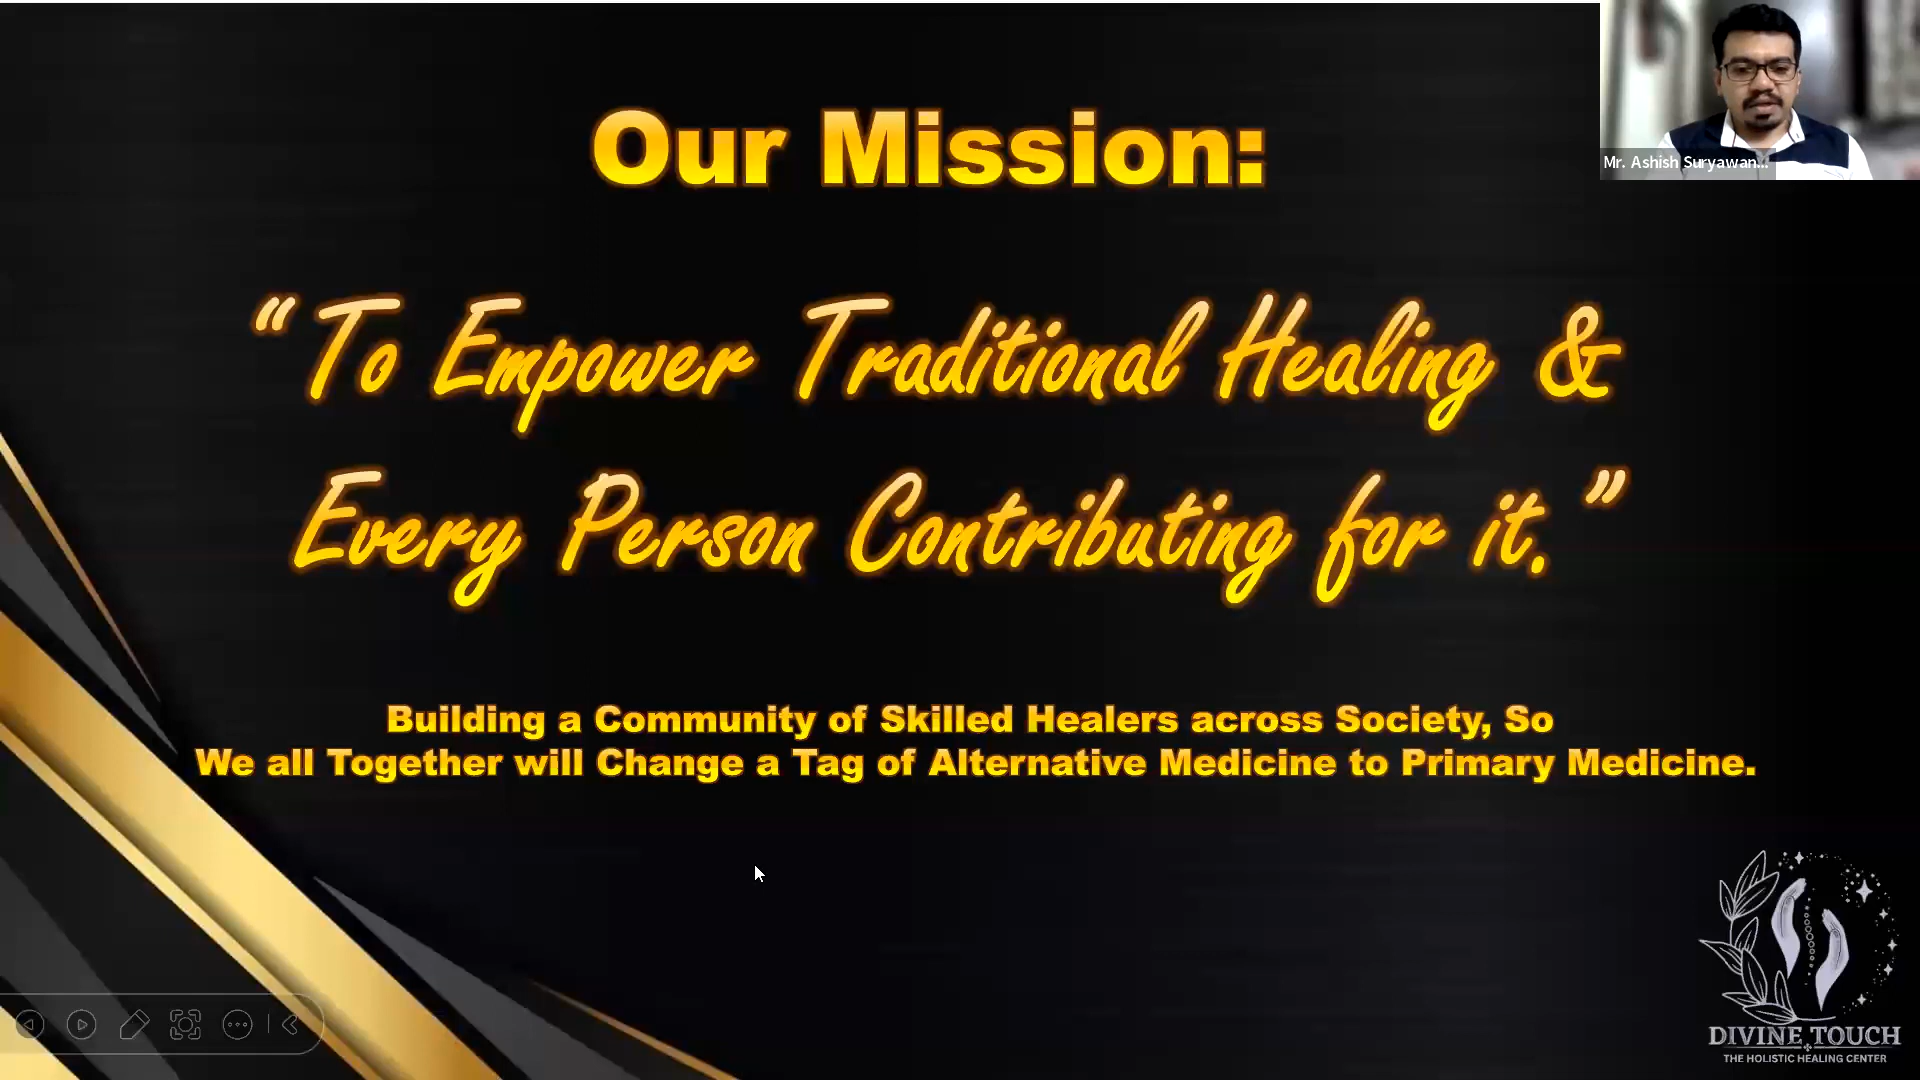 Our Mission:
Mr. Ashish Suryawan...
“To Empower Traditional Healing &
Every Person Contributing for it.”
Building a Community of Skilled Healers across Society, So
We all Together will Change a Tag of Alternative Medicine to Primary Medicine.
DIVINE TOUCH
THE HOLISTIC HEALING CENTER